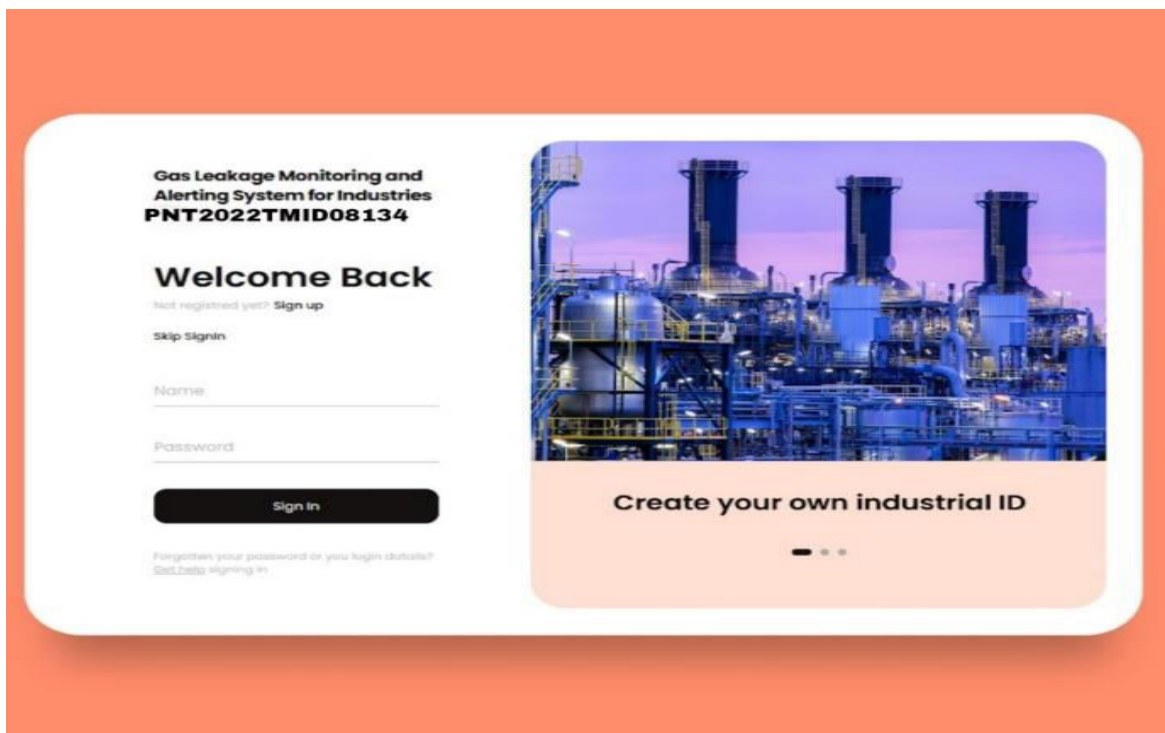 Gas Leakage Monitoring and
Alerting System for Industries
PNT2022TMID08134
Welcome Back
Not registred yet? Sign up
Skip SignIn
Name
Password
Sign In
Forgotten your password or you login datails?
Get help signing in
Create your own industrial ID